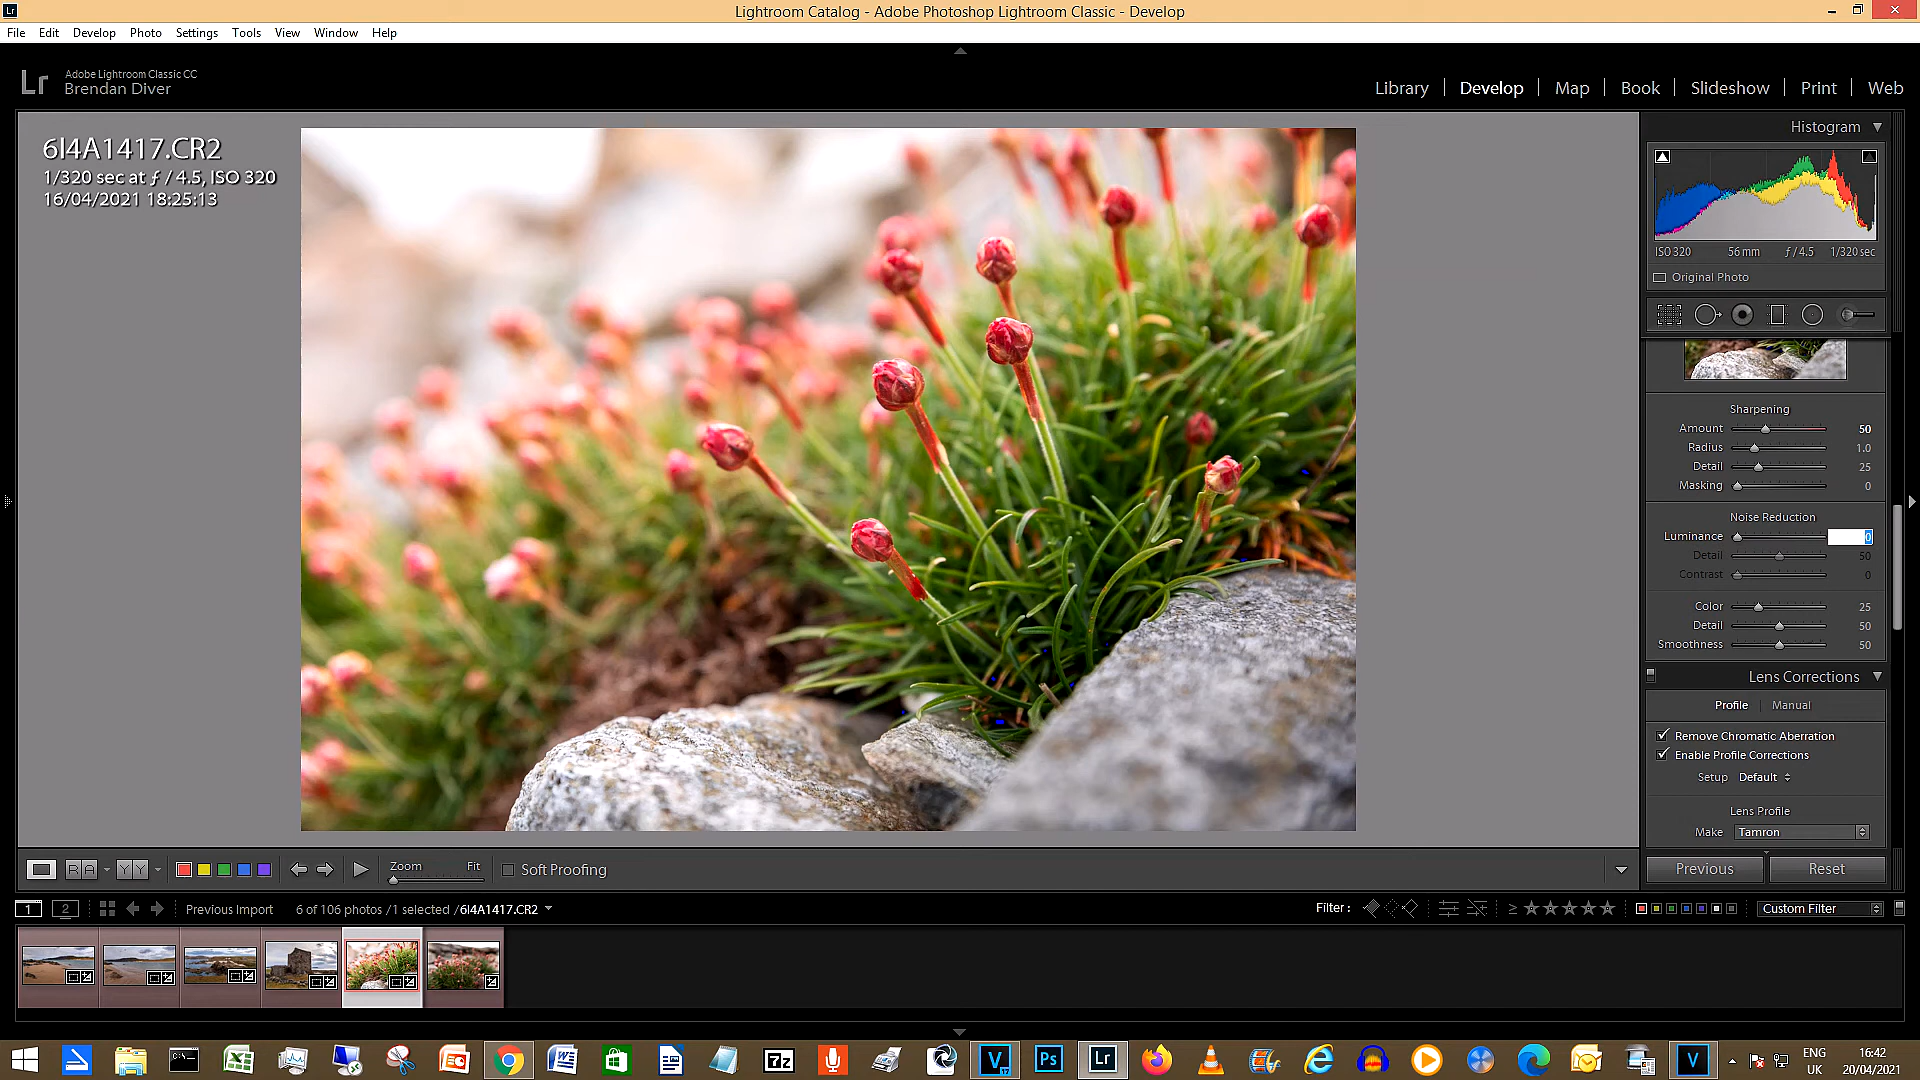 Lr
Lightroom Catalog - Adobe Photoshop Lightroom Classic - Develop
File Edit Develop Photo Settings Tools View Window Help
Lr
Adobe Lightroom Classic CC
Brendan Diver
Library Develop Map Book Slideshow Print Web
6I4A1417.CR2
1/320 sec at ƒ / 4.5, ISO 320
16/04/2021 18:25:13
Histogram
ISO 320 56 mm ƒ / 4.5 1/320 sec
Original Photo
Sharpening
Amount 50
Radius 1.0
Detail 25
Masking 0
Noise Reduction
Luminance 0
Detail 50
Contrast 0
Color 25
Detail 50
Smoothness 50
Lens Corrections
Profile Manual
Remove Chromatic Aberration
Enable Profile Corrections
Setup Default
Lens Profile
Make Tamron
Previous Reset
R A Y Y Zoom Fit Soft Proofing
1 2 Previous Import 6 of 106 photos /1 selected /6I4A1417.CR2 Filter : ≥ Custom Filter
7z V Ps Lr V
ENG 16:42
UK 20/04/2021